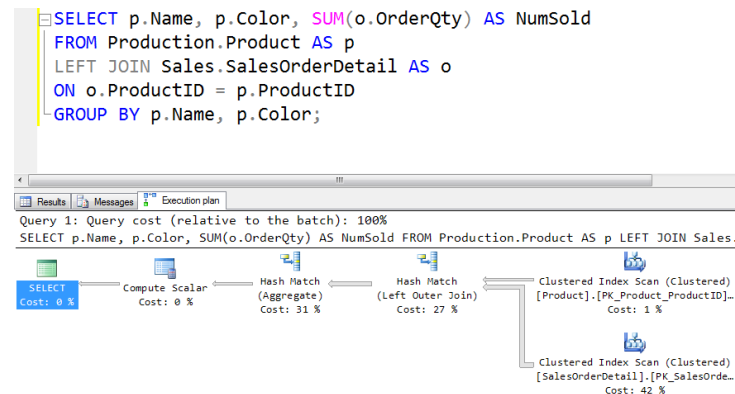 SELECT p.Name, p.Color, SUM(o.OrderQty) AS NumSold
FROM Production.Product AS p
LEFT JOIN Sales.SalesOrderDetail AS o
ON o.ProductID = p.ProductID
GROUP BY p.Name, p.Color;
Results Messages Execution plan
Query 1: Query cost (relative to the batch): 100%
SELECT p.Name, p.Color, SUM(o.OrderQty) AS NumSold FROM Production.Product AS p LEFT JOIN Sales.
SELECT
Cost: 0 %
Compute Scalar
Cost: 0 %
Hash Match
(Aggregate)
Cost: 31 %
Hash Match
(Left Outer Join)
Cost: 27 %
Clustered Index Scan (Clustered)
[Product].[PK_Product_ProductID]…
Cost: 1 %
Clustered Index Scan (Clustered)
[SalesOrderDetail].[PK_SalesOrde…
Cost: 42 %